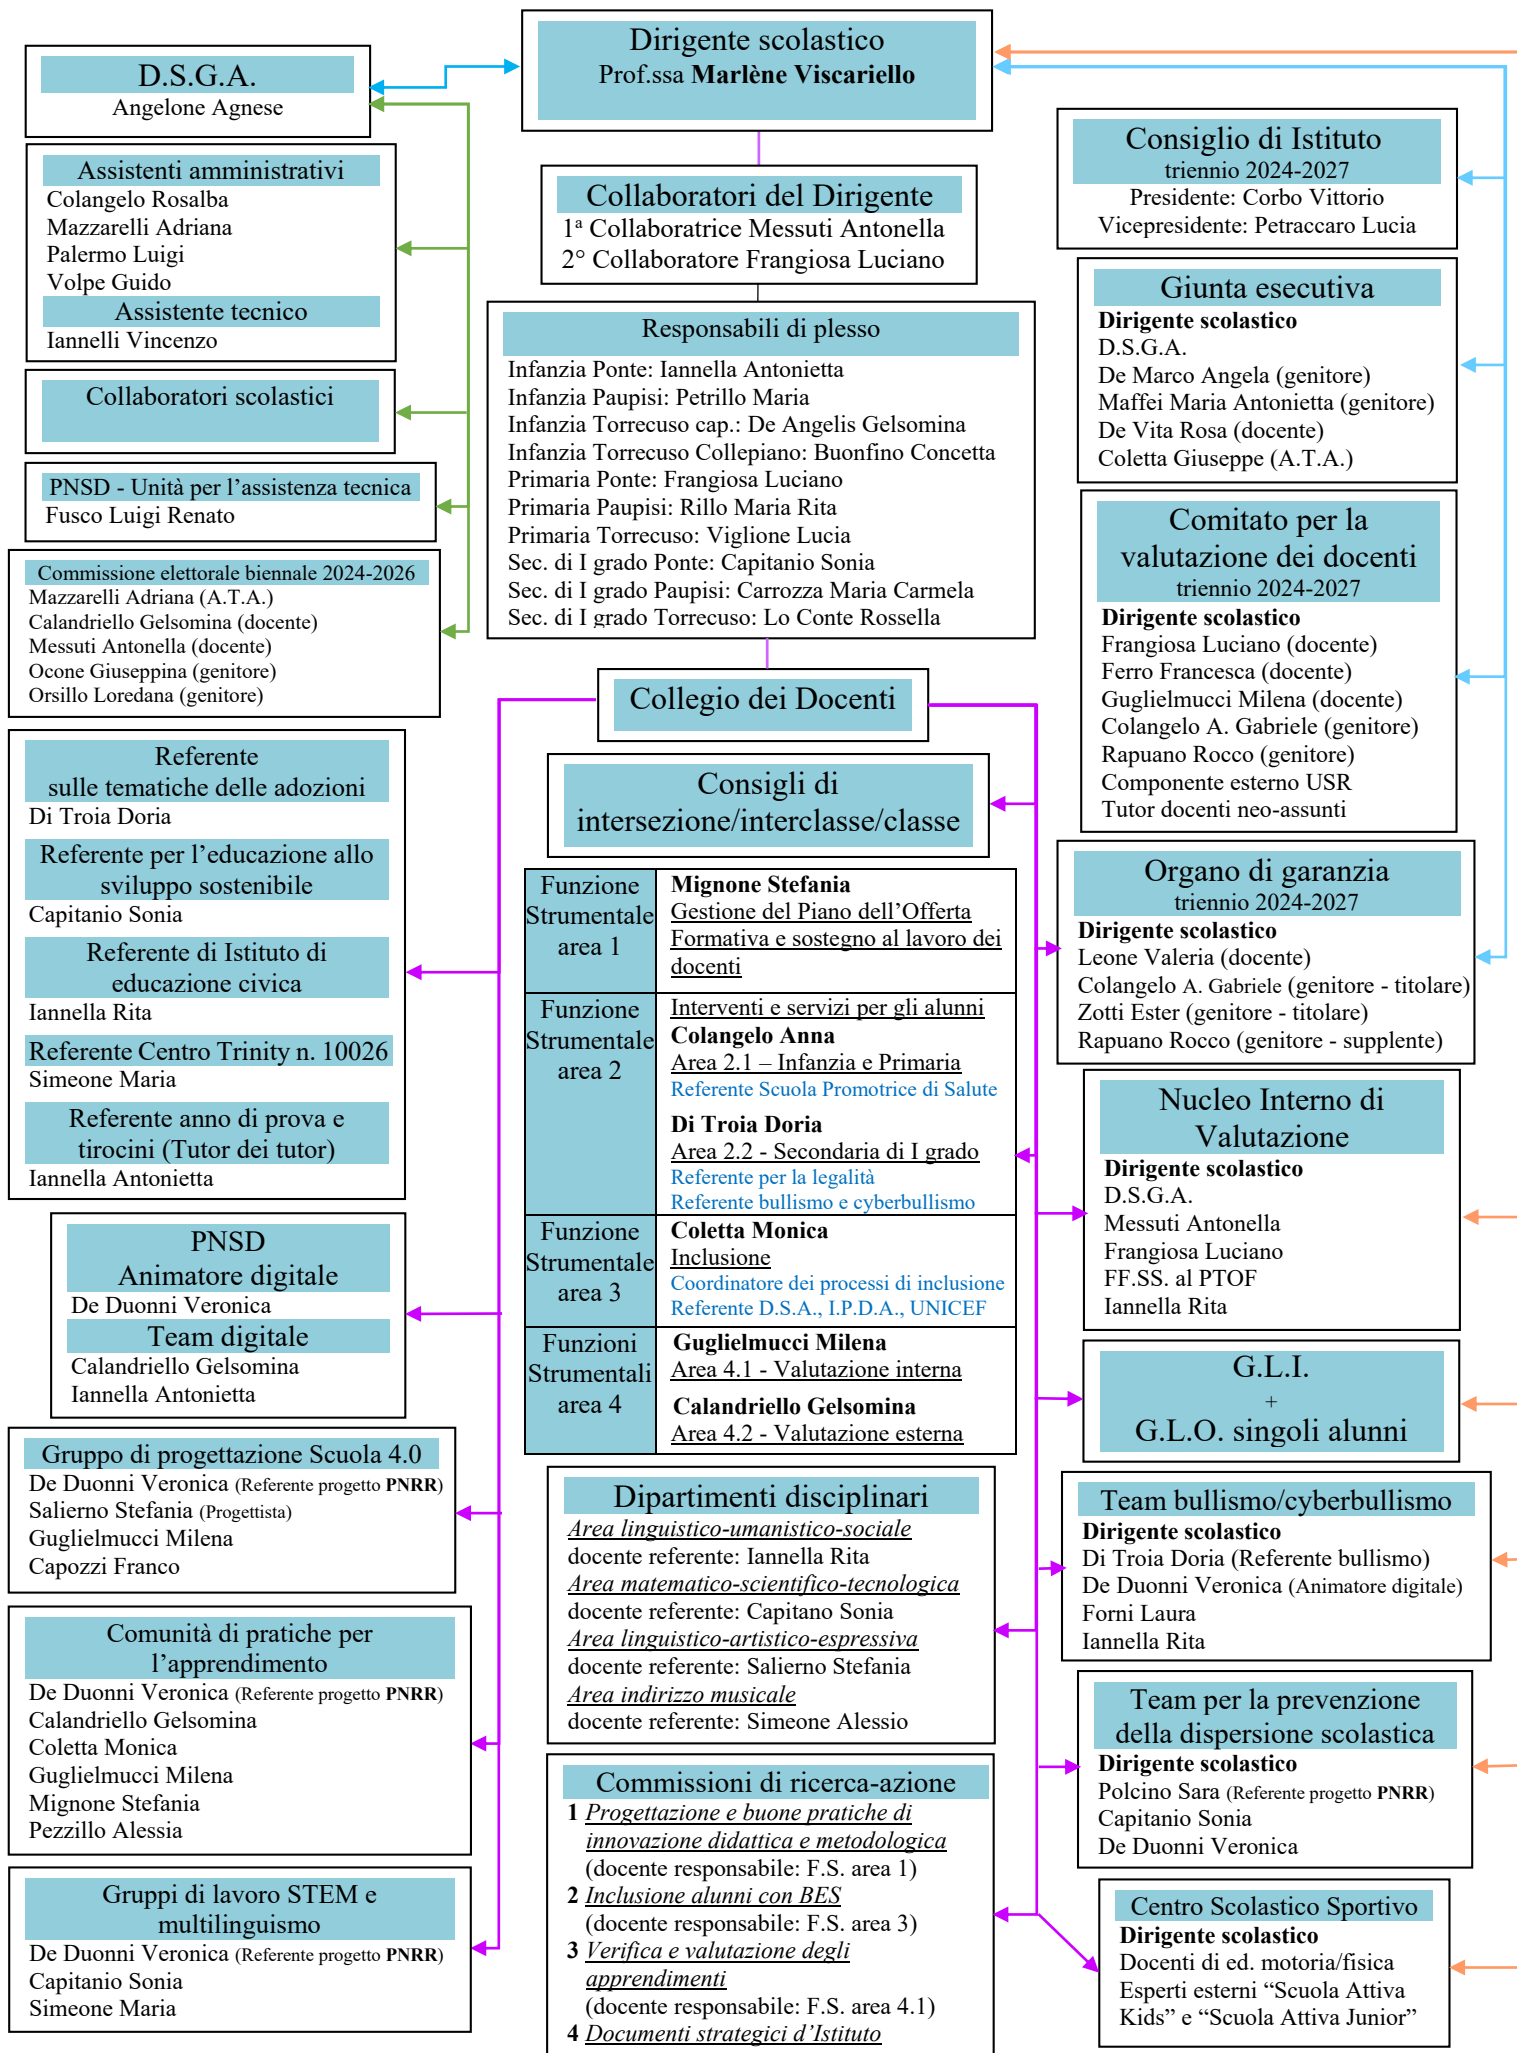 Dirigente scolastico
Prof.ssa Marlène Viscariello
D.S.G.A.
Angelone Agnese
Assistenti amministrativi
Colangelo Rosalba
Mazzarelli Adriana
Palermo Luigi
Volpe Guido
Assistente tecnico
Iannelli Vincenzo
Collaboratori scolastici
PNSD - Unità per l’assistenza tecnica
Fusco Luigi Renato
Commissione elettorale biennale 2024-2026
Mazzarelli Adriana (A.T.A.)
Calandriello Gelsomina (docente)
Messuti Antonella (docente)
Ocone Giuseppina (genitore)
Orsillo Loredana (genitore)
Referente
sulle tematiche delle adozioni
Di Troia Doria
Referente per l’educazione allo
sviluppo sostenibile
Capitanio Sonia
Referente di Istituto di
educazione civica
Iannella Rita
Referente Centro Trinity n. 10026
Simeone Maria
Referente anno di prova e
tirocini (Tutor dei tutor)
Iannella Antonietta
PNSD
Animatore digitale
De Duonni Veronica
Team digitale
Calandriello Gelsomina
Iannella Antonietta
Gruppo di progettazione Scuola 4.0
De Duonni Veronica (Referente progetto PNRR)
Salierno Stefania (Progettista)
Guglielmucci Milena
Capozzi Franco
Comunità di pratiche per
l’apprendimento
De Duonni Veronica (Referente progetto PNRR)
Calandriello Gelsomina
Coletta Monica
Guglielmucci Milena
Mignone Stefania
Pezzillo Alessia
Gruppi di lavoro STEM e
multilinguismo
De Duonni Veronica (Referente progetto PNRR)
Capitanio Sonia
Simeone Maria
Collaboratori del Dirigente
1ª Collaboratrice Messuti Antonella
2° Collaboratore Frangiosa Luciano
Responsabili di plesso
Infanzia Ponte: Iannella Antonietta
Infanzia Paupisi: Petrillo Maria
Infanzia Torrecuso cap.: De Angelis Gelsomina
Infanzia Torrecuso Collepiano: Buonfino Concetta
Primaria Ponte: Frangiosa Luciano
Primaria Paupisi: Rillo Maria Rita
Primaria Torrecuso: Viglione Lucia
Sec. di I grado Ponte: Capitanio Sonia
Sec. di I grado Paupisi: Carrozza Maria Carmela
Sec. di I grado Torrecuso: Lo Conte Rossella
Collegio dei Docenti
Consigli di
intersezione/interclasse/classe
Funzione
Strumentale
area 1
Mignone Stefania
Gestione del Piano dell’Offerta
Formativa e sostegno al lavoro dei
docenti
Funzione
Strumentale
area 2
Interventi e servizi per gli alunni
Colangelo Anna
Area 2.1 – Infanzia e Primaria
Referente Scuola Promotrice di Salute
Di Troia Doria
Area 2.2 - Secondaria di I grado
Referente per la legalità
Referente bullismo e cyberbullismo
Funzione
Strumentale
area 3
Coletta Monica
Inclusione
Coordinatore dei processi di inclusione
Referente D.S.A., I.P.D.A., UNICEF
Funzioni
Strumentali
area 4
Guglielmucci Milena
Area 4.1 - Valutazione interna
Calandriello Gelsomina
Area 4.2 - Valutazione esterna
Dipartimenti disciplinari
Area linguistico-umanistico-sociale
docente referente: Iannella Rita
Area matematico-scientifico-tecnologica
docente referente: Capitano Sonia
Area linguistico-artistico-espressiva
docente referente: Salierno Stefania
Area indirizzo musicale
docente referente: Simeone Alessio
Commissioni di ricerca-azione
1 Progettazione e buone pratiche di
innovazione didattica e metodologica
(docente responsabile: F.S. area 1)
2 Inclusione alunni con BES
(docente responsabile: F.S. area 3)
3 Verifica e valutazione degli
apprendimenti
(docente responsabile: F.S. area 4.1)
4 Documenti strategici d’Istituto
Consiglio di Istituto
triennio 2024-2027
Presidente: Corbo Vittorio
Vicepresidente: Petraccaro Lucia
Giunta esecutiva
Dirigente scolastico
D.S.G.A.
De Marco Angela (genitore)
Maffei Maria Antonietta (genitore)
De Vita Rosa (docente)
Coletta Giuseppe (A.T.A.)
Comitato per la
valutazione dei docenti
triennio 2024-2027
Dirigente scolastico
Frangiosa Luciano (docente)
Ferro Francesca (docente)
Guglielmucci Milena (docente)
Colangelo A. Gabriele (genitore)
Rapuano Rocco (genitore)
Componente esterno USR
Tutor docenti neo-assunti
Organo di garanzia
triennio 2024-2027
Dirigente scolastico
Leone Valeria (docente)
Colangelo A. Gabriele (genitore - titolare)
Zotti Ester (genitore - titolare)
Rapuano Rocco (genitore - supplente)
Nucleo Interno di
Valutazione
Dirigente scolastico
D.S.G.A.
Messuti Antonella
Frangiosa Luciano
FF.SS. al PTOF
Iannella Rita
G.L.I.
+
G.L.O. singoli alunni
Team bullismo/cyberbullismo
Dirigente scolastico
Di Troia Doria (Referente bullismo)
De Duonni Veronica (Animatore digitale)
Forni Laura
Iannella Rita
Team per la prevenzione
della dispersione scolastica
Dirigente scolastico
Polcino Sara (Referente progetto PNRR)
Capitanio Sonia
De Duonni Veronica
Centro Scolastico Sportivo
Dirigente scolastico
Docenti di ed. motoria/fisica
Esperti esterni “Scuola Attiva
Kids” e “Scuola Attiva Junior”